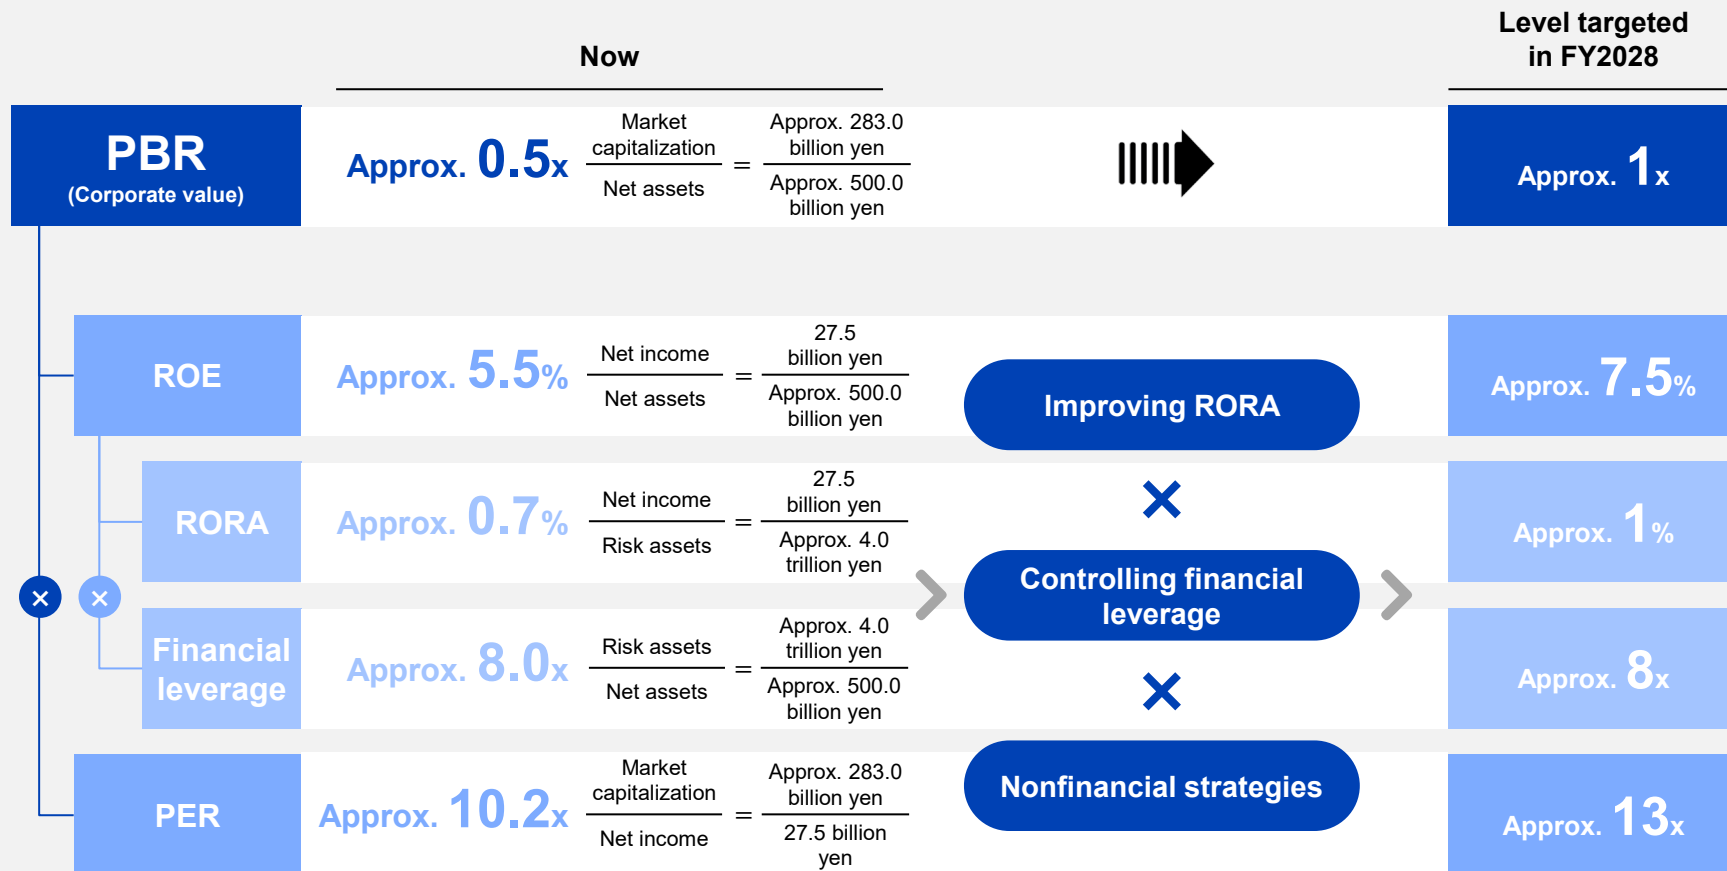 Now
Level targeted
in FY2028
PBR
(Corporate value)
Approx. 0.5x
Market
capitalization
Net assets
=
Approx. 283.0
billion yen
Approx. 500.0
billion yen
Approx. 1x
ROE
Approx. 5.5%
Net income
Net assets
=
27.5
billion yen
Approx. 500.0
billion yen
Improving RORA
Approx. 7.5%
RORA
Approx. 0.7%
Net income
Risk assets
=
27.5
billion yen
Approx. 4.0
trillion yen
×
Approx. 1%
× ×
Controlling financial
leverage
Financial
leverage
Approx. 8.0x
Risk assets
Net assets
=
Approx. 4.0
trillion yen
Approx. 500.0
billion yen
×
Approx. 8x
PER
Approx. 10.2x
Market
capitalization
Net income
=
Approx. 283.0
billion yen
27.5 billion
yen
Nonfinancial strategies
Approx. 13x